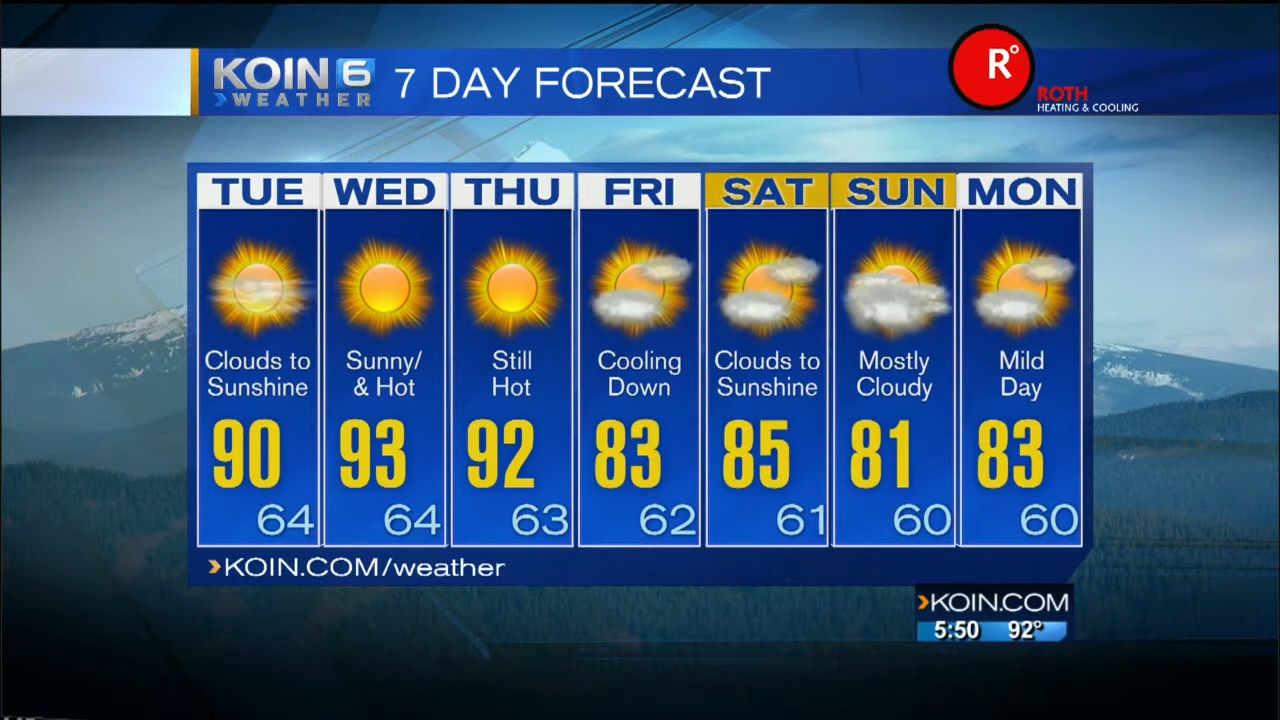 KOIN 6
WEATHER
7 DAY FORECAST
R°
ROTH
HEATING & COOLING
TUE WED THU FRI SAT SUN MON
Clouds to Sunny/ Still Cooling Clouds to Mostly Mild
Sunshine & Hot Hot Down Sunshine Cloudy Day
90 93 92 83 85 81 83
64 64 63 62 61 60 60
KOIN.COM/weather
KOIN.COM
5:50 92°